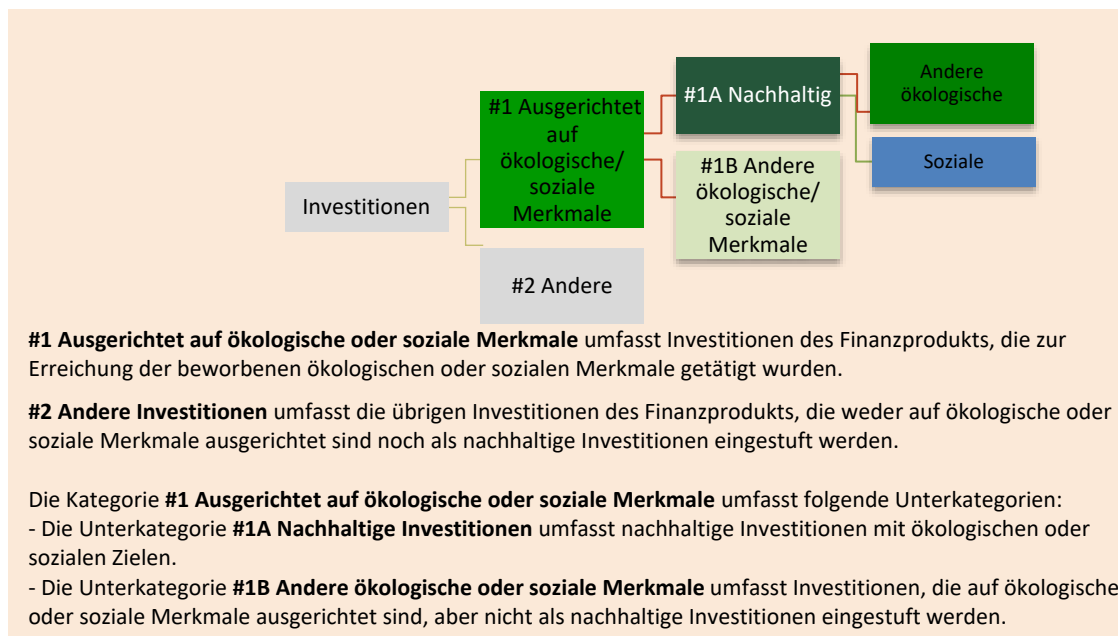 Investitionen
#1 Ausgerichtet
auf
ökologische/
soziale
Merkmale
#2 Andere
#1A Nachhaltig
#1B Andere
ökologische/
soziale
Merkmale
Andere
ökologische
Soziale
#1 Ausgerichtet auf ökologische oder soziale Merkmale umfasst Investitionen des Finanzprodukts, die zur
Erreichung der beworbenen ökologischen oder sozialen Merkmale getätigt wurden.
#2 Andere Investitionen umfasst die übrigen Investitionen des Finanzprodukts, die weder auf ökologische oder
soziale Merkmale ausgerichtet sind noch als nachhaltige Investitionen eingestuft werden.
Die Kategorie #1 Ausgerichtet auf ökologische oder soziale Merkmale umfasst folgende Unterkategorien:
- Die Unterkategorie #1A Nachhaltige Investitionen umfasst nachhaltige Investitionen mit ökologischen oder
sozialen Zielen.
- Die Unterkategorie #1B Andere ökologische oder soziale Merkmale umfasst Investitionen, die auf ökologische
oder soziale Merkmale ausgerichtet sind, aber nicht als nachhaltige Investitionen eingestuft werden.